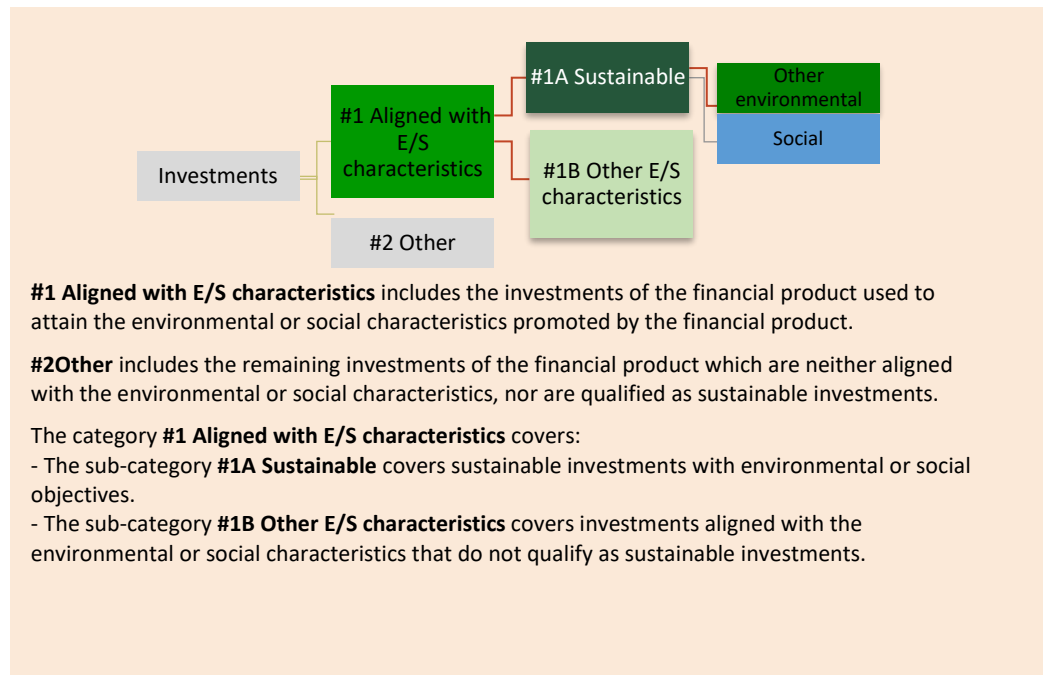 #1A Sustainable
Other
environmental
Social
#1 Aligned with
E/S
characteristics
#1B Other E/S
characteristics
Investments
#2 Other
#1 Aligned with E/S characteristics includes the investments of the financial product used to
attain the environmental or social characteristics promoted by the financial product.
#2Other includes the remaining investments of the financial product which are neither aligned
with the environmental or social characteristics, nor are qualified as sustainable investments.
The category #1 Aligned with E/S characteristics covers:
- The sub-category #1A Sustainable covers sustainable investments with environmental or social
objectives.
- The sub-category #1B Other E/S characteristics covers investments aligned with the
environmental or social characteristics that do not qualify as sustainable investments.